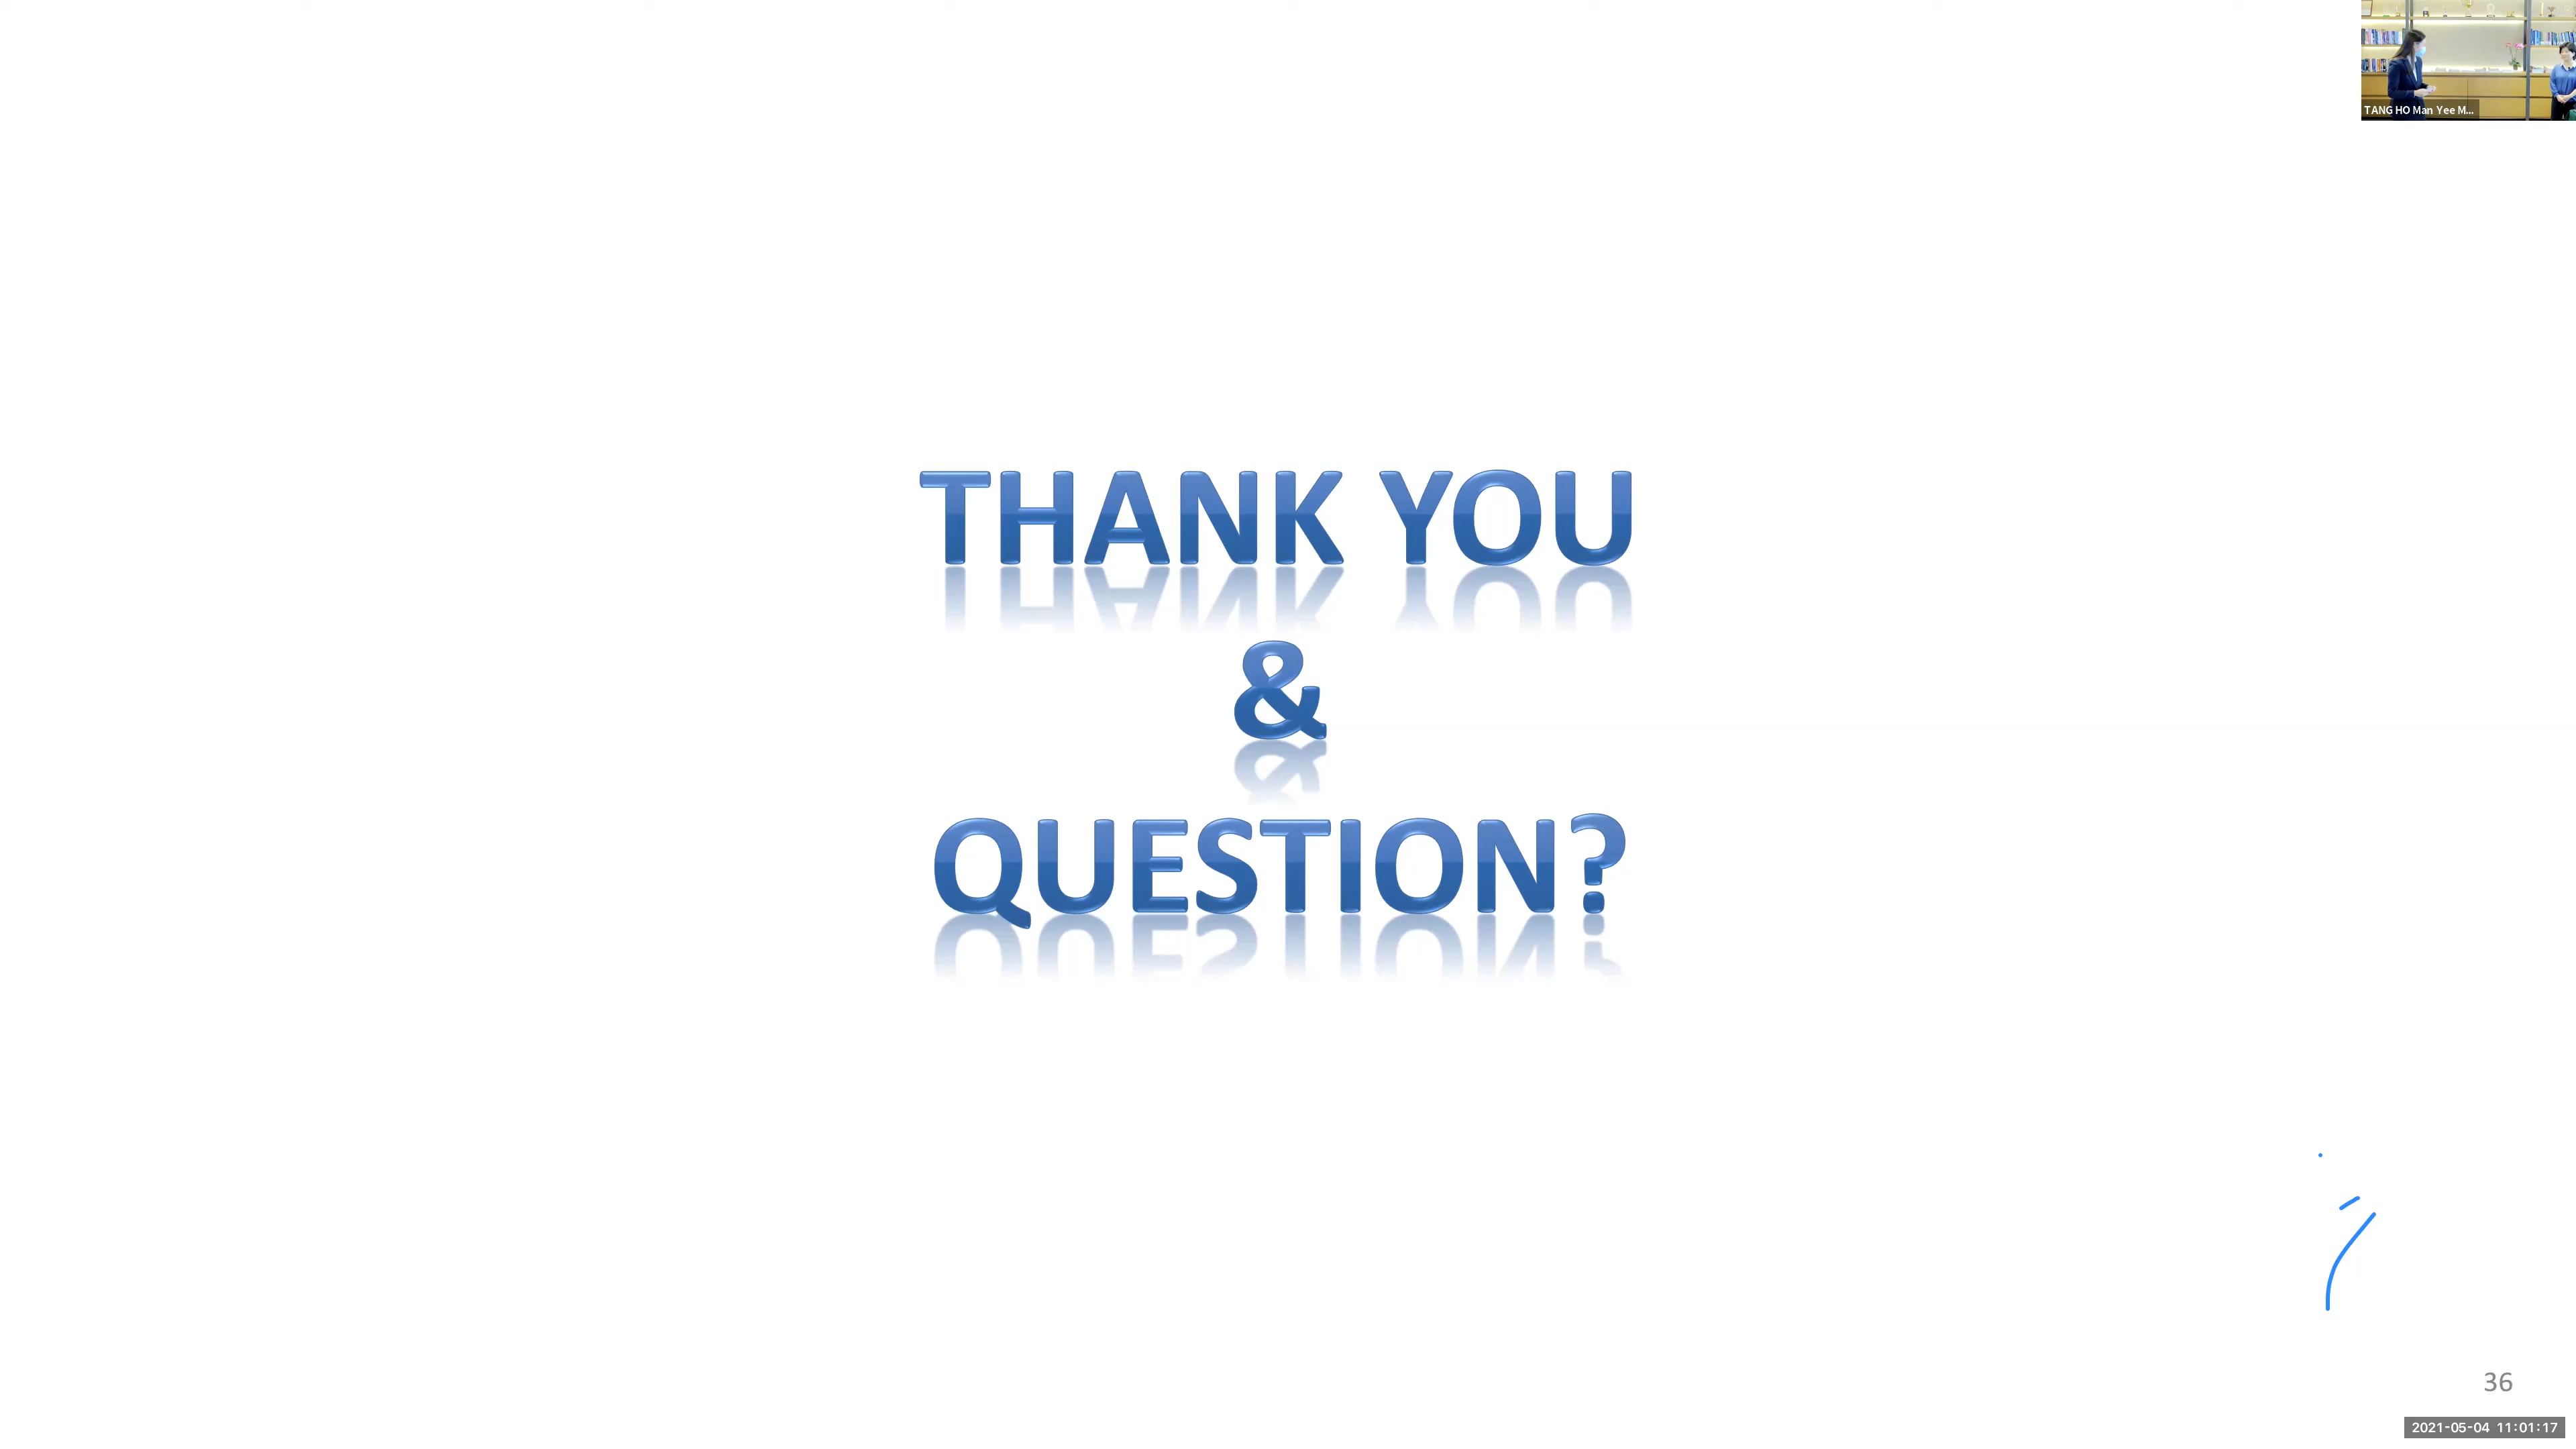 TANG HO Man Yee M...
THANK YOU
&
QUESTION?
36
2021-05-04 11:01:17